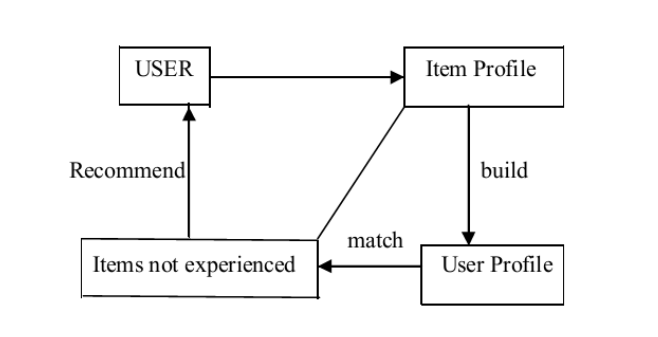 USER
Item Profile
Recommend
build
match
Items not experienced
User Profile